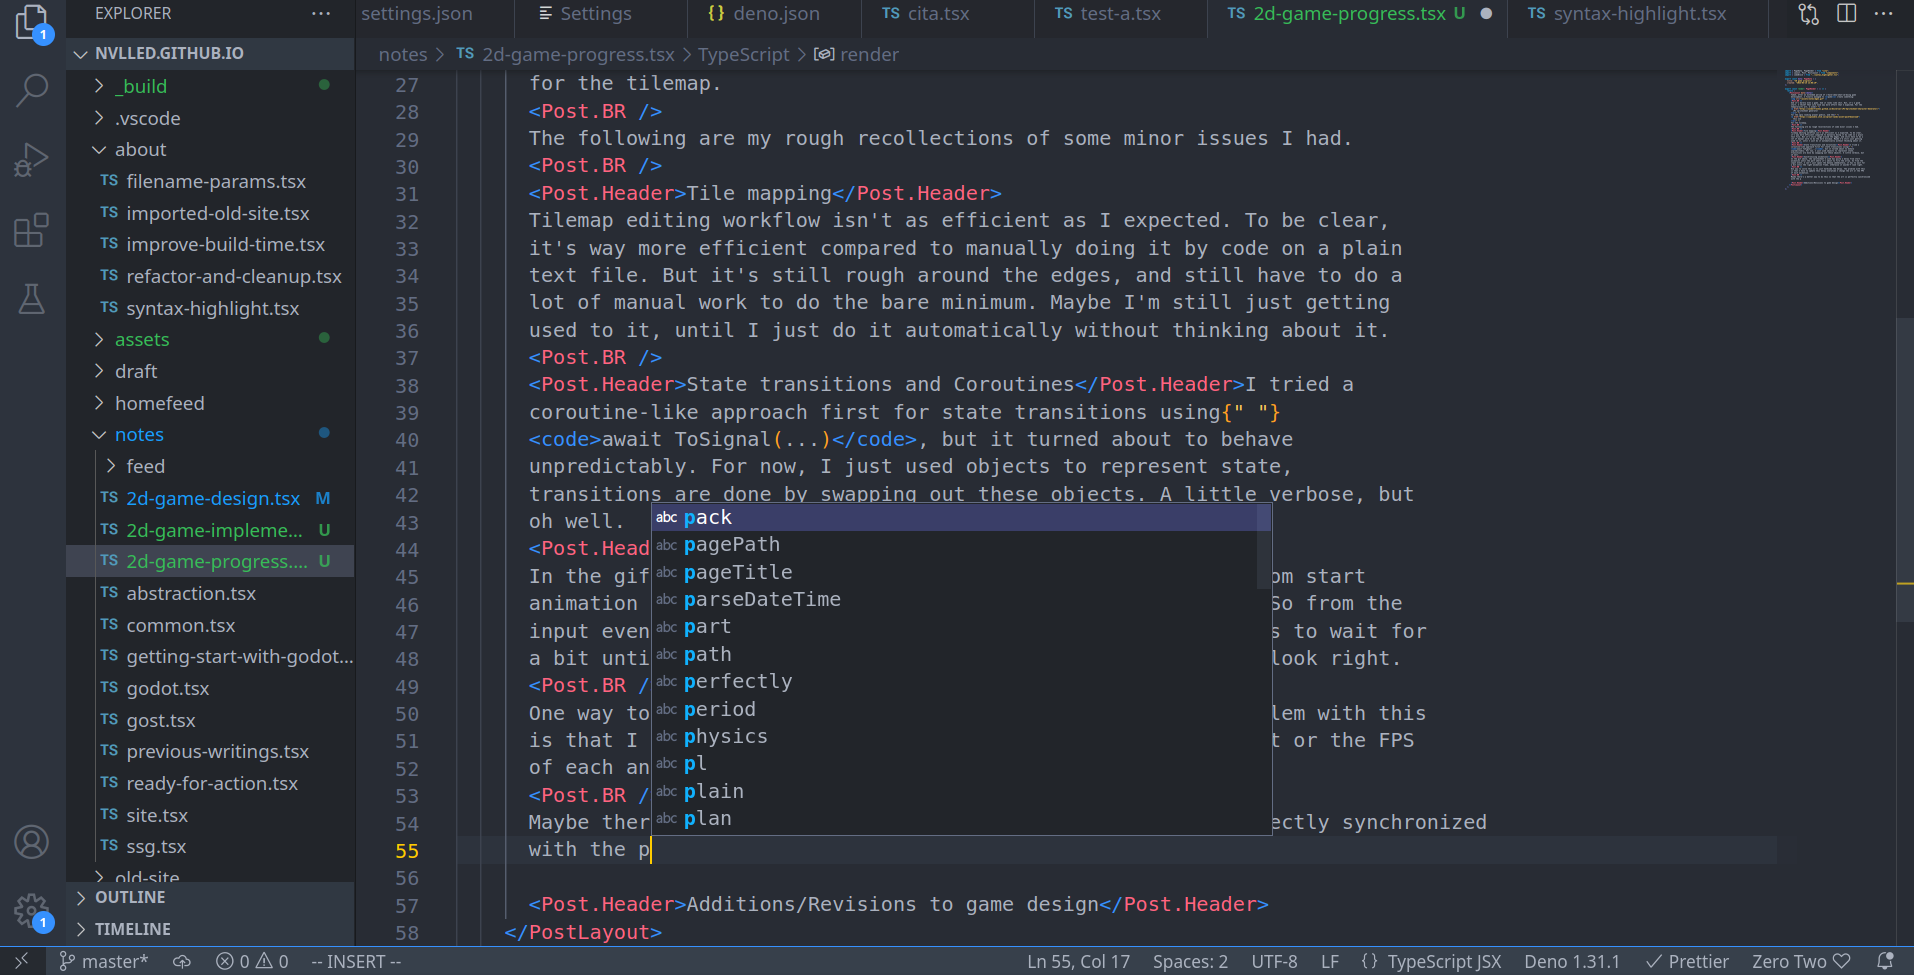 EXPLORER ···
settings.json Settings {} deno.json TS cita.tsx TS test-a.tsx TS 2d-game-progress.tsx U TS syntax-highlight.tsx ···
1
NVLLED.GITHUB.IO
notes > TS 2d-game-progress.tsx > TypeScript > render
_build
.vscode
about
TS filename-params.tsx
TS imported-old-site.tsx
TS improve-build-time.tsx
TS refactor-and-cleanup.tsx
TS syntax-highlight.tsx
assets
draft
homefeed
notes
feed
TS 2d-game-design.tsx M
TS 2d-game-impleme... U
TS 2d-game-progress.... U
TS abstraction.tsx
TS common.tsx
TS getting-start-with-godot...
TS godot.tsx
TS gost.tsx
TS previous-writings.tsx
TS ready-for-action.tsx
TS site.tsx
TS ssg.tsx
old-site
OUTLINE
TIMELINE
1
27 for the tilemap.
28 <Post.BR />
29 The following are my rough recollections of some minor issues I had.
30 <Post.BR />
31 <Post.Header>Tile mapping</Post.Header>
32 Tilemap editing workflow isn't as efficient as I expected. To be clear,
33 it's way more efficient compared to manually doing it by code on a plain
34 text file. But it's still rough around the edges, and still have to do a
35 lot of manual work to do the bare minimum. Maybe I'm still just getting
36 used to it, until I just do it automatically without thinking about it.
37 <Post.BR />
38 <Post.Header>State transitions and Coroutines</Post.Header>I tried a
39 coroutine-like approach first for state transitions using{" "}
40 <code>await ToSignal(...)</code>, but it turned about to behave
41 unpredictably. For now, I just used objects to represent state,
42 transitions are done by swapping out these objects. A little verbose, but
43 oh well.
44 <Post.Head
45 In the gif om start
46 animation So from the
47 input even s to wait for
48 a bit unti look right.
49 <Post.BR /
50 One way to lem with this
51 is that I t or the FPS
52 of each an
53 <Post.BR /
54 Maybe ther ectly synchronized
55 with the p
56
57 <Post.Header>Additions/Revisions to game design</Post.Header>
58 </PostLayout>
abc pack
abc pagePath
abc pageTitle
abc parseDateTime
abc part
abc path
abc perfectly
abc period
abc physics
abc pl
abc plain
abc plan
master* 0 0 -- INSERT -- Ln 55, Col 17 Spaces: 2 UTF-8 LF {} TypeScript JSX Deno 1.31.1 Prettier Zero Two